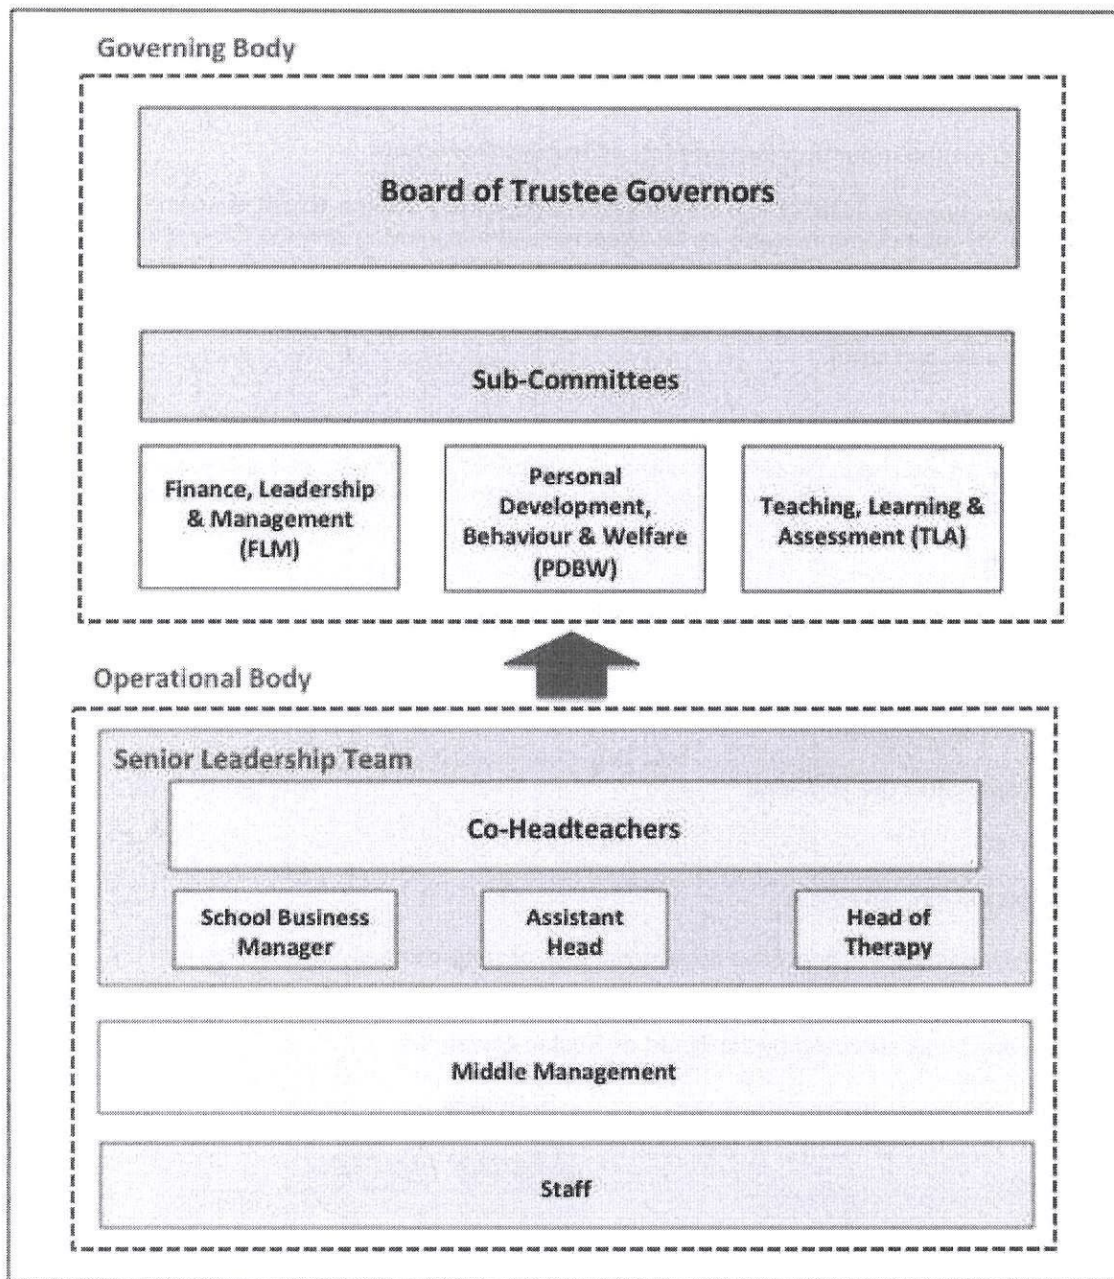 Governing Body
Board of Trustee Governors
Sub-Committees
Finance, Leadership
& Management
(FLM)
Personal
Development,
Behaviour & Welfare
(PDBW)
Teaching, Learning &
Assessment (TLA)
Operational Body
Senior Leadership Team
Co-Headteachers
School Business
Manager
Assistant
Head
Head of
Therapy
Middle Management
Staff